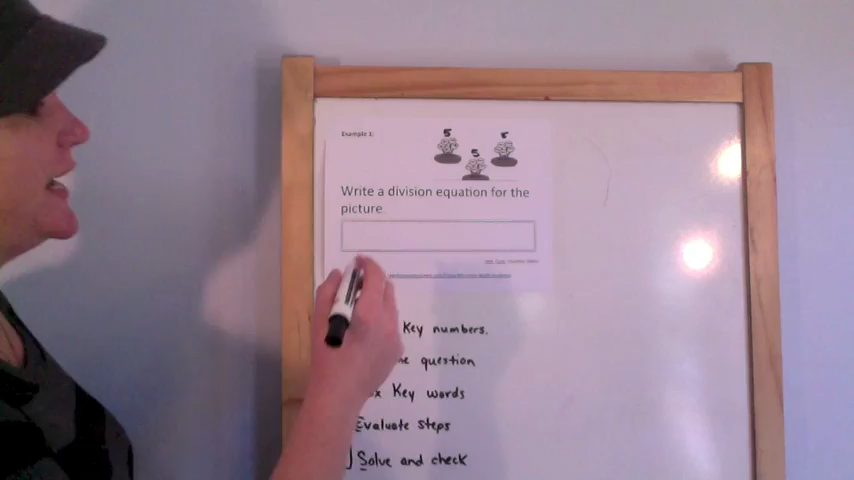 Example 1:
5 5
5
Write a division equation for the
picture
Key numbers.
question
Key words
Evaluate steps
Solve and check